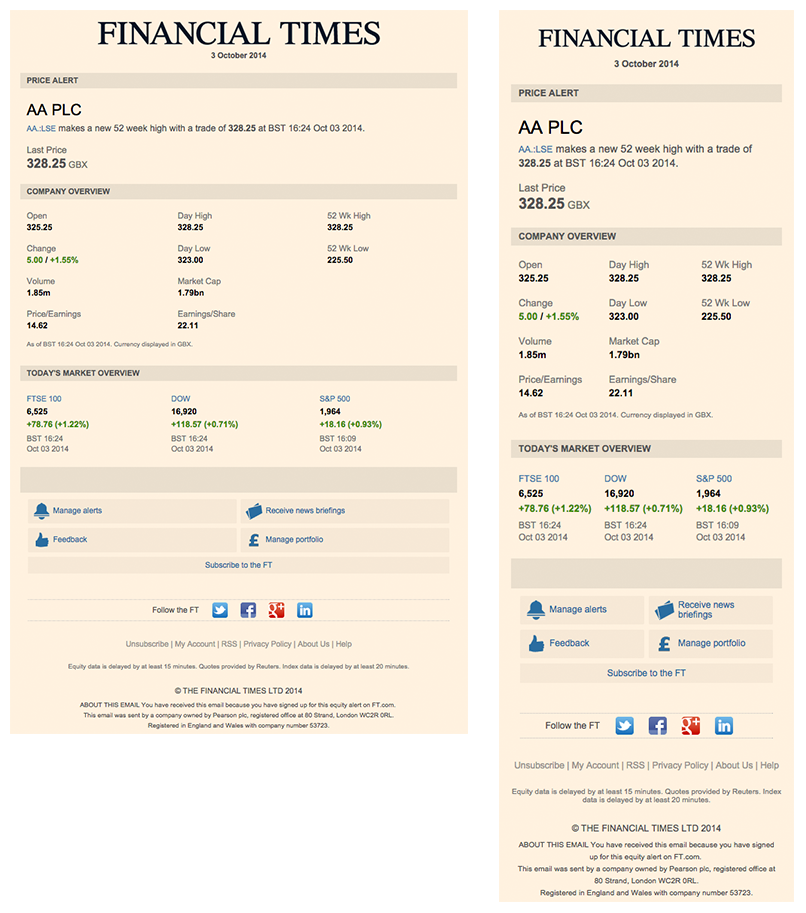 FINANCIAL TIMES
3 October 2014
PRICE ALERT
AA PLC
AA.:LSE makes a new 52 week high with a trade of 328.25 at BST 16:24 Oct 03 2014.
Last Price
328.25 GBX
COMPANY OVERVIEW
Open Day High 52 Wk High
325.25 328.25 328.25
Change Day Low 52 Wk Low
5.00 / +1.55% 323.00 225.50
Volume Market Cap
1.85m 1.79bn
Price/Earnings Earnings/Share
14.62 22.11
As of BST 16:24 Oct 03 2014. Currency displayed in GBX.
TODAY'S MARKET OVERVIEW
FTSE 100 DOW S&P 500
6,525 16,920 1,964
+78.76 (+1.22%) +118.57 (+0.71%) +18.16 (+0.93%)
BST 16:24 BST 16:24 BST 16:09
Oct 03 2014 Oct 03 2014 Oct 03 2014
Manage alerts Receive news briefings
Feedback Manage portfolio
Subscribe to the FT
Follow the FT
Unsubscribe | My Account | RSS | Privacy Policy | About Us | Help
Equity data is delayed by at least 15 minutes. Quotes provided by Reuters. Index data is delayed by at least 20 minutes.
© THE FINANCIAL TIMES LTD 2014
ABOUT THIS EMAIL You have received this email because you have signed up for this equity alert on FT.com.
This email was sent by a company owned by Pearson plc, registered office at 80 Strand, London WC2R 0RL.
Registered in England and Wales with company number 53723.
FINANCIAL TIMES
3 October 2014
PRICE ALERT
AA PLC
AA.:LSE makes a new 52 week high with a trade of
328.25 at BST 16:24 Oct 03 2014.
Last Price
328.25 GBX
COMPANY OVERVIEW
Open Day High 52 Wk High
325.25 328.25 328.25
Change Day Low 52 Wk Low
5.00 / +1.55% 323.00 225.50
Volume Market Cap
1.85m 1.79bn
Price/Earnings Earnings/Share
14.62 22.11
As of BST 16:24 Oct 03 2014. Currency displayed in GBX.
TODAY'S MARKET OVERVIEW
FTSE 100 DOW S&P 500
6,525 16,920 1,964
+78.76 (+1.22%) +118.57 (+0.71%) +18.16 (+0.93%)
BST 16:24 BST 16:24 BST 16:09
Oct 03 2014 Oct 03 2014 Oct 03 2014
Manage alerts Receive news
briefings
Feedback Manage portfolio
Subscribe to the FT
Follow the FT
Unsubscribe | My Account | RSS | Privacy Policy | About Us | Help
Equity data is delayed by at least 15 minutes. Quotes provided by Reuters. Index
data is delayed by at least 20 minutes.
© THE FINANCIAL TIMES LTD 2014
ABOUT THIS EMAIL You have received this email because you have signed
up for this equity alert on FT.com.
This email was sent by a company owned by Pearson plc, registered office at
80 Strand, London WC2R 0RL.
Registered in England and Wales with company number 53723.